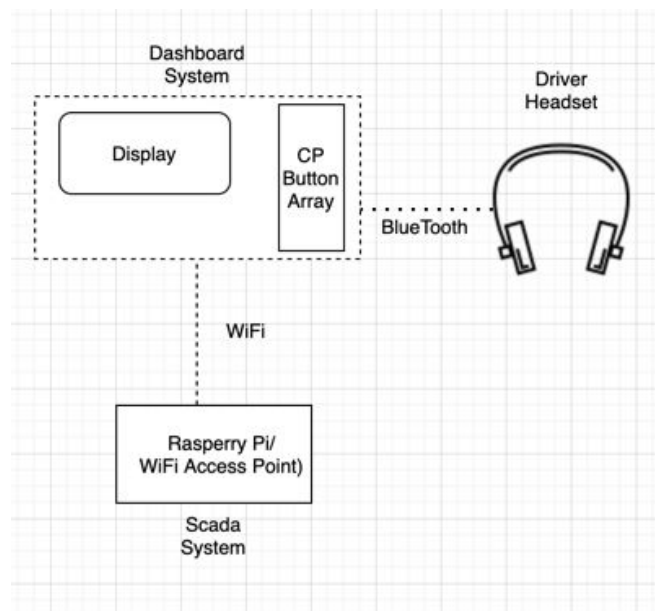 Dashboard
System
Driver
Headset
Display
CP
Button
Array
BlueTooth
WiFi
Rasperry Pi/
WiFi Access Point)
Scada
System